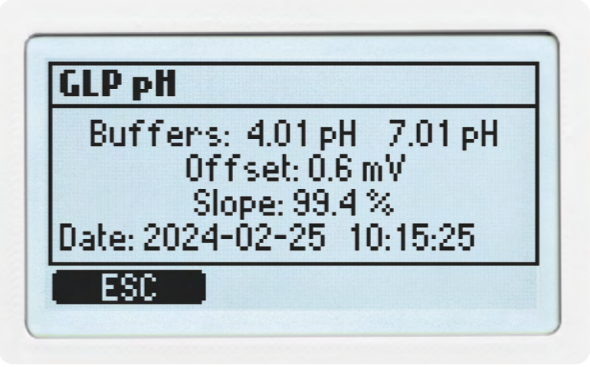 GLP pH
Buffers: 4.01 pH 7.01 pH
Offset: 0.6 mV
Slope: 99.4 %
Date: 2024-02-25 10:15:25
ESC